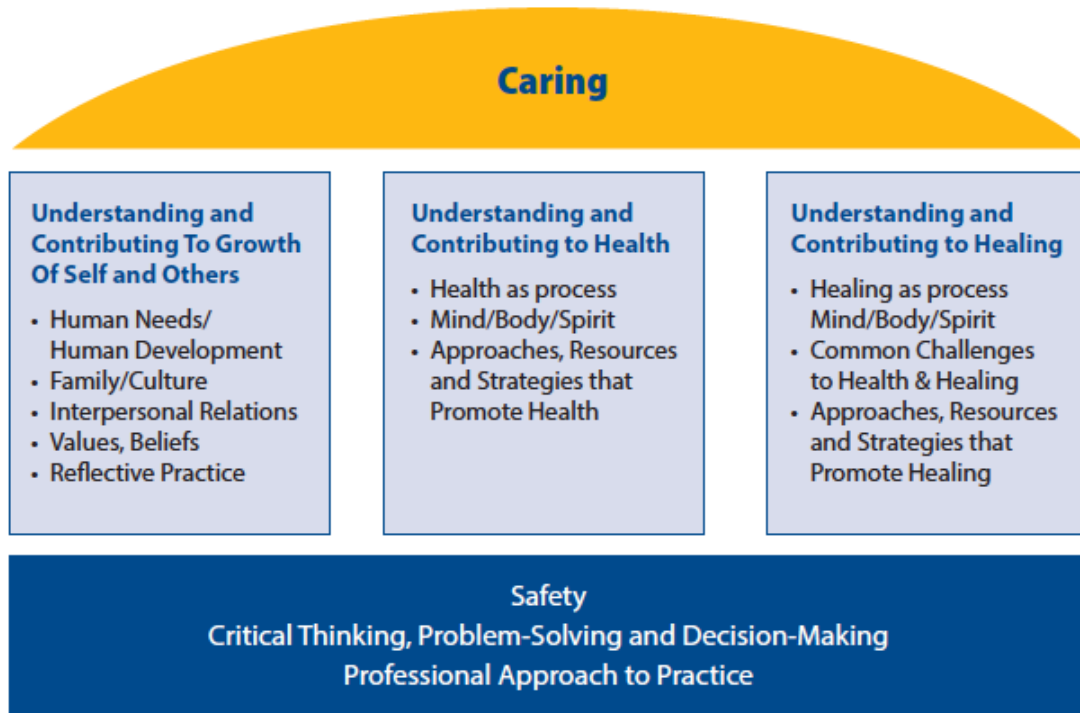 Caring
Understanding and
Contributing To Growth
Of Self and Others
• Human Needs/
Human Development
• Family/Culture
• Interpersonal Relations
• Values, Beliefs
• Reflective Practice
Understanding and
Contributing to Health
• Health as process
• Mind/Body/Spirit
• Approaches, Resources
and Strategies that
Promote Health
Understanding and
Contributing to Healing
• Healing as process
Mind/Body/Spirit
• Common Challenges
to Health & Healing
• Approaches, Resources
and Strategies that
Promote Healing
Safety
Critical Thinking, Problem-Solving and Decision-Making
Professional Approach to Practice